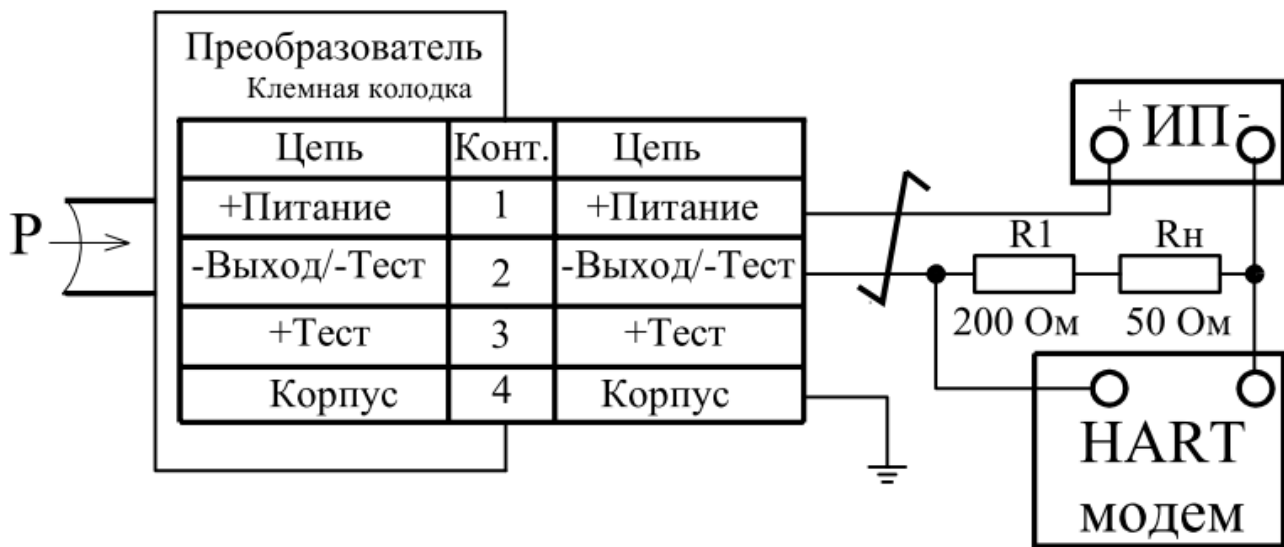 Преобразователь
Клемная колодка
Цепь Конт. Цепь
+Питание 1 +Питание
-Выход/-Тест 2 -Выход/-Тест
+Тест 3 +Тест
Корпус 4 Корпус
P
+ ИП -
R1 Rн
200 Ом 50 Ом
HART
модем